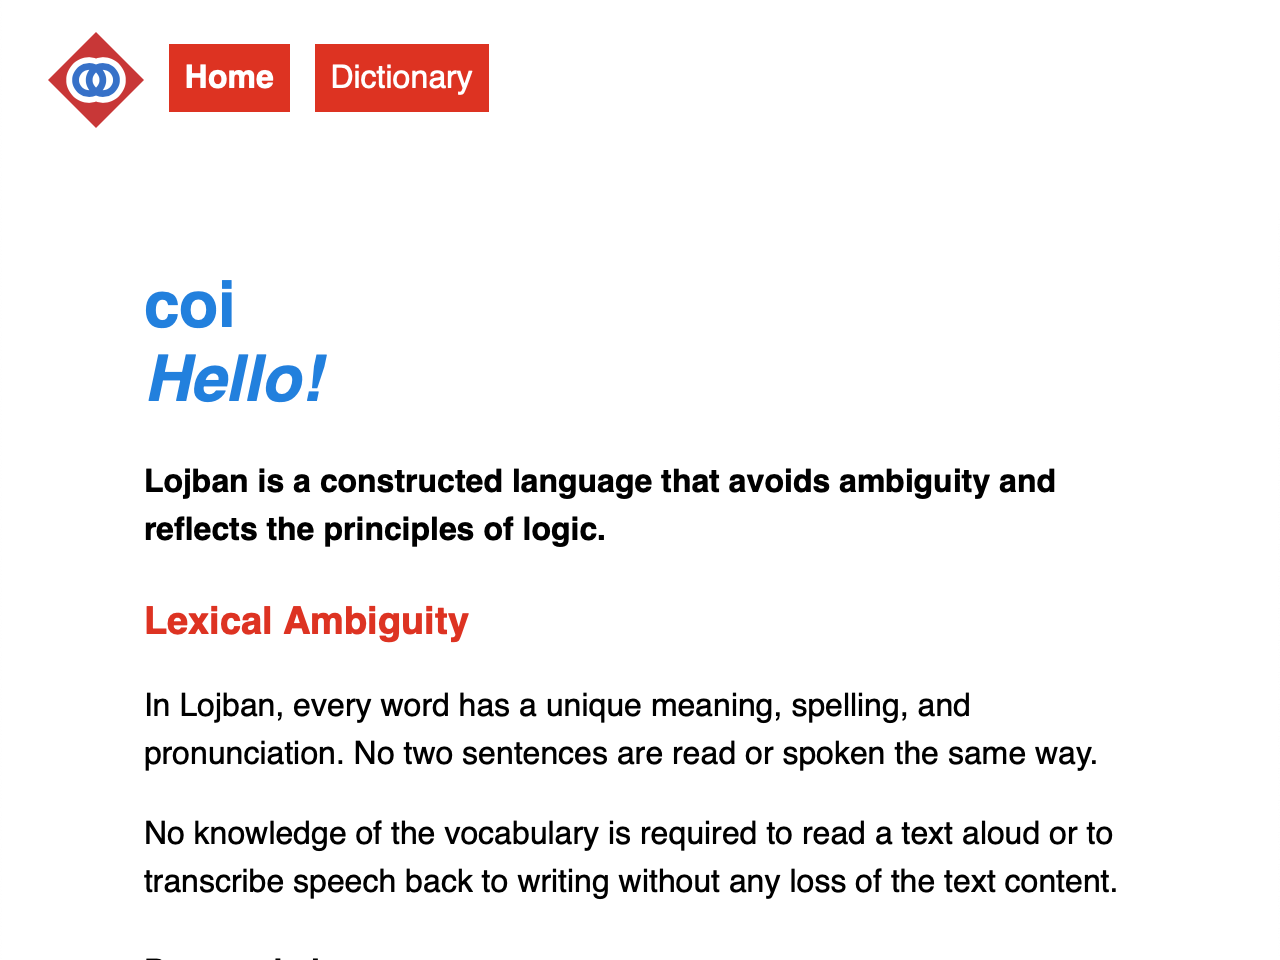 Home Dictionary
coi
Hello!
Lojban is a constructed language that avoids ambiguity and
reflects the principles of logic.
Lexical Ambiguity
In Lojban, every word has a unique meaning, spelling, and
pronunciation. No two sentences are read or spoken the same way.
No knowledge of the vocabulary is required to read a text aloud or to
transcribe speech back to writing without any loss of the text content.